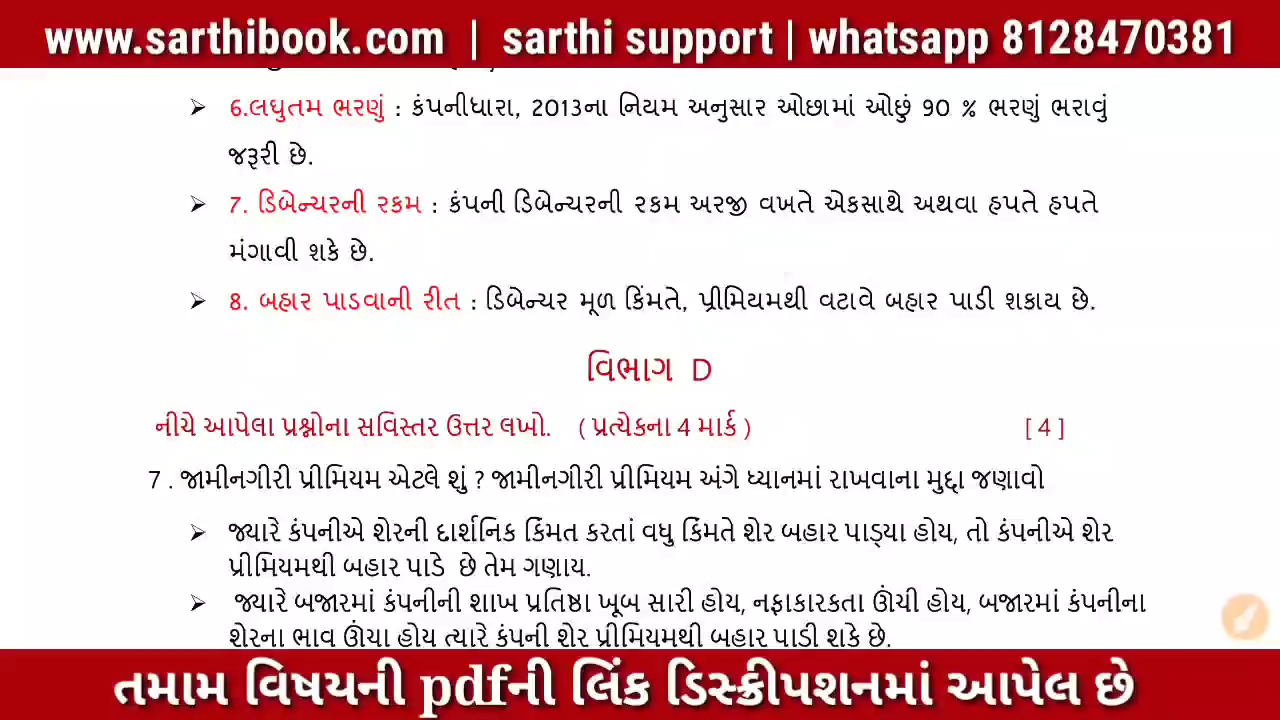 www.sarthibook.com | sarthi support | whatsapp 8128470381
➢ 6.લઘુતમ ભરણું : કંપનીધારા, 2013ના નિયમ અનુસાર ઓછામાં ઓછું 90 % ભરણું ભરાવું
જરૂરી છે.
➢ 7. ડિબેન્ચરની રકમ : કંપની ડિબેન્ચરની રકમ અરજી વખતે એકસાથે અથવા હપતે હપતે
મંગાવી શકે છે.
➢ 8. બહાર પાડવાની રીત : ડિબેન્ચર મૂળ કિંમતે, પ્રીમિયમથી વટાવે બહાર પાડી શકાય છે.
વિભાગ D
નીચે આપેલા પ્રશ્નોના સવિસ્તર ઉત્તર લખો. ( પ્રત્યેકના 4 માર્ક ) [ 4 ]
7 . જામીનગીરી પ્રીમિયમ એટલે શું ? જામીનગીરી પ્રીમિયમ અંગે ધ્યાનમાં રાખવાના મુદ્દા જણાવો
➢ જ્યારે કંપનીએ શેરની દાર્શનિક કિંમત કરતાં વધુ કિંમતે શેર બહાર પાડ્યા હોય, તો કંપનીએ શેર
પ્રીમિયમથી બહાર પાડે છે તેમ ગણાય.
➢ જ્યારે બજારમાં કંપનીની શાખ પ્રતિષ્ઠા ખૂબ સારી હોય, નફાકારકતા ઊંચી હોય, બજારમાં કંપનીના
શેરના ભાવ ઊંચા હોય ત્યારે કંપની શેર પ્રીમિયમથી બહાર પાડી શકે છે.
તમામ વિષયની pdfની લિંક ડિસ્ક્રીપશનમાં આપેલ છે